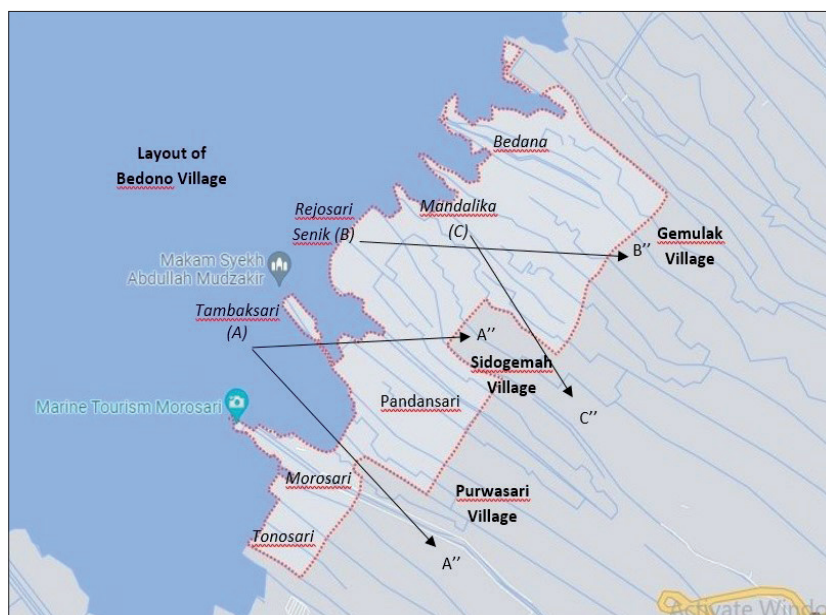 Layout of
Bedono Village
Bedana
Rejosari
Senik (B)
Mandalika
(C)
Gemulak
Village
B’’
Makam Syekh
Abdullah Mudzakir
Tambaksari
(A)
A’’
Sidogemah
Village
Marine Tourism Morosari
Pandansari
C’’
Morosari
Purwasari
Village
Tonosari
A’’
Activate Windo